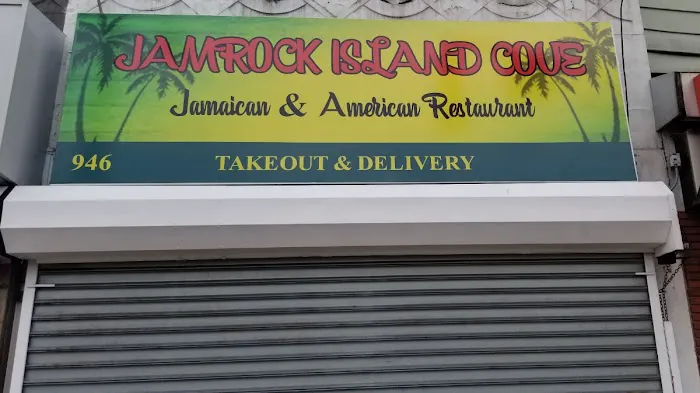 JAMROCK ISLAND COVE
Jamaican & American Restaurant
946 TAKEOUT & DELIVERY